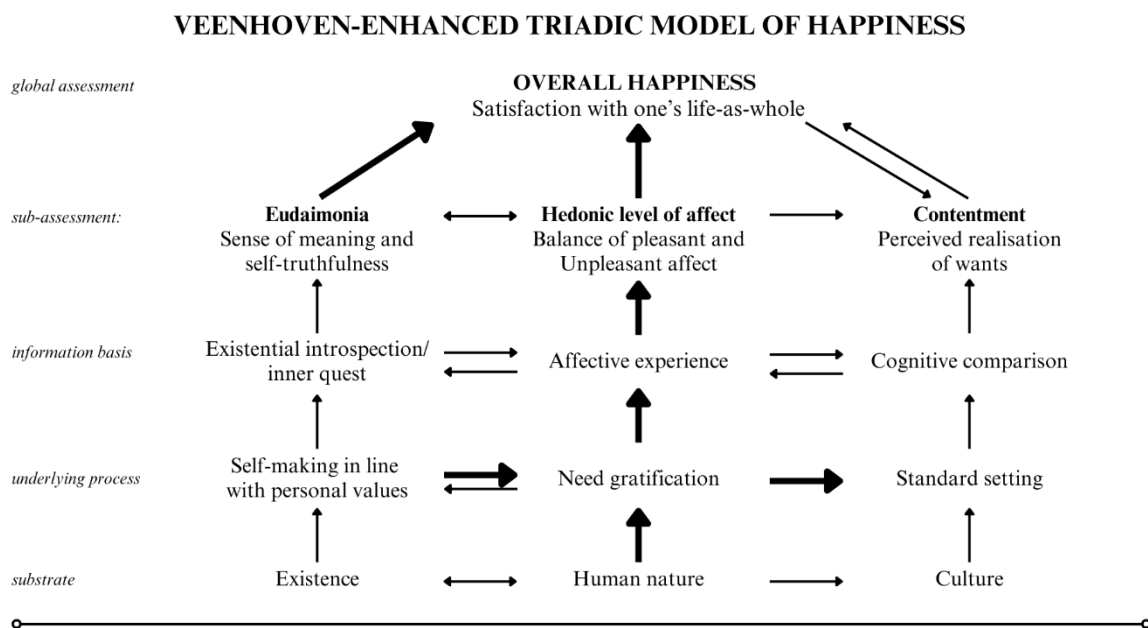 VEENHOVEN-ENHANCED TRIADIC MODEL OF HAPPINESS
global assessment
OVERALL HAPPINESS
Satisfaction with one's life-as-whole
sub-assessment:
Eudaimonia
Sense of meaning and
self-truthfulness
Hedonic level of affect
Balance of pleasant and
Unpleasant affect
Contentment
Perceived realisation
of wants
information basis
Existential introspection/
inner quest
Affective experience
Cognitive comparison
underlying process
Self-making in line
with personal values
Need gratification
Standard setting
substrate
Existence
Human nature
Culture